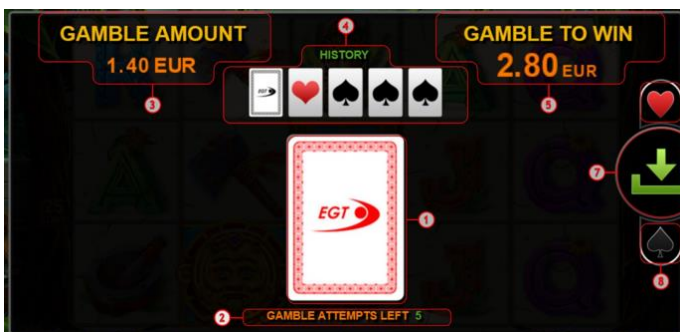 GAMBLE AMOUNT
1.40 EUR
3
4
HISTORY
GAMBLE TO WIN
2.80 EUR
5
EGT
1
7
8
2
GAMBLE ATTEMPTS LEFT 5